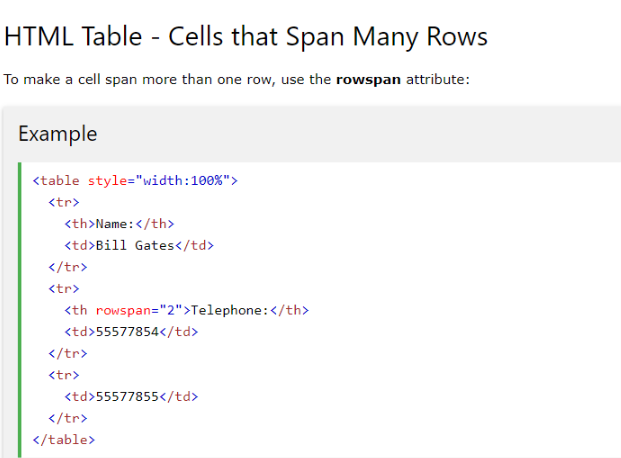 HTML Table - Cells that Span Many Rows
To make a cell span more than one row, use the rowspan attribute:
Example
<table style="width:100%">
  <tr>
    <th>Name:</th>
    <td>Bill Gates</td>
  </tr>
  <tr>
    <th rowspan="2">Telephone:</th>
    <td>55577854</td>
  </tr>
  <tr>
    <td>55577855</td>
  </tr>
</table>